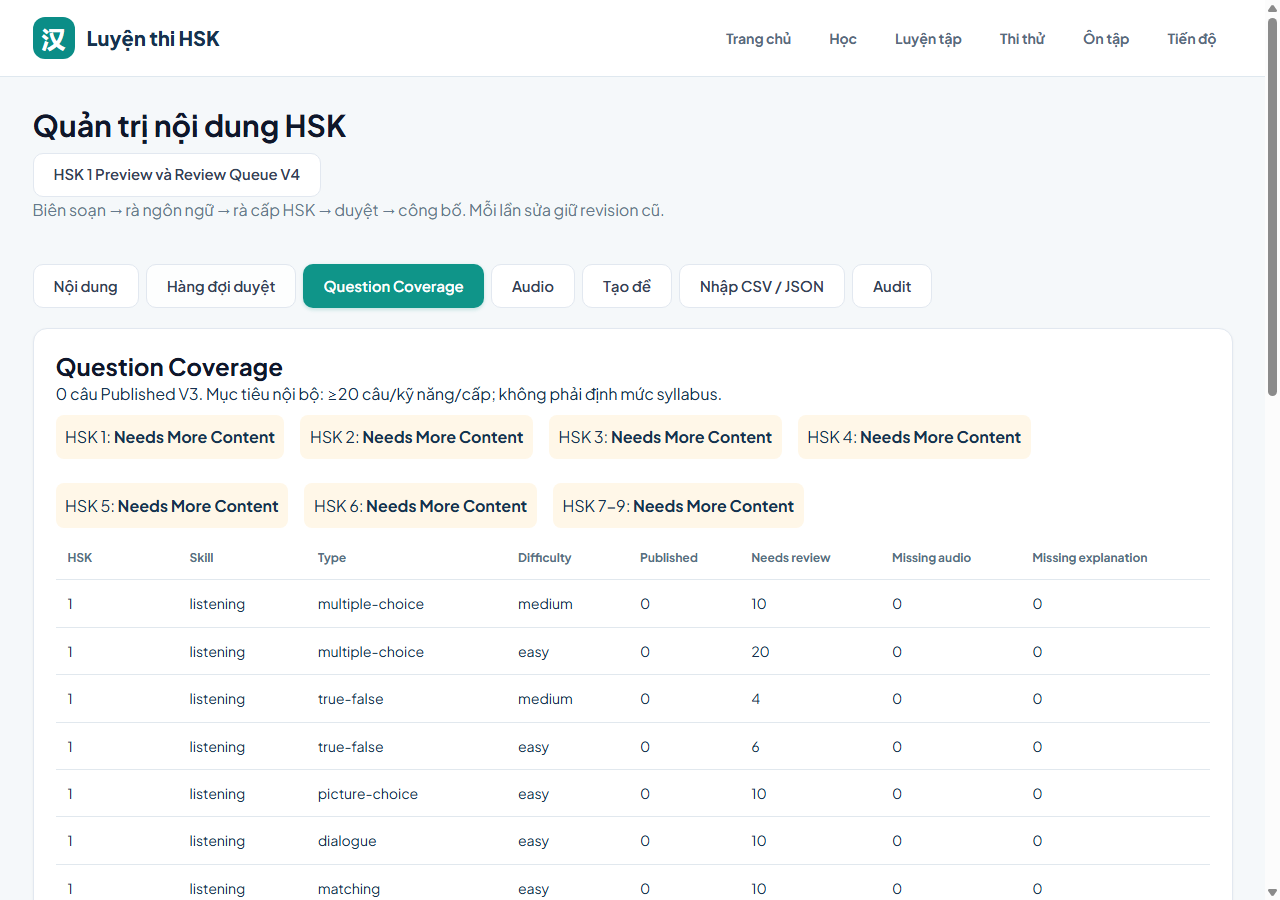 汉 Luyện thi HSK Trang chủ Học Luyện tập Thi thử Ôn tập Tiến độ
Quản trị nội dung HSK
HSK 1 Preview và Review Queue V4
Biên soạn → rà ngôn ngữ → rà cấp HSK → duyệt → công bố. Mỗi lần sửa giữ revision cũ.
Nội dung Hàng đợi duyệt Question Coverage Audio Tạo đề Nhập CSV / JSON Audit
Question Coverage
0 câu Published V3. Mục tiêu nội bộ: ≥20 câu/kỹ năng/cấp; không phải định mức syllabus.
HSK 1: Needs More Content HSK 2: Needs More Content HSK 3: Needs More Content HSK 4: Needs More Content
HSK 5: Needs More Content HSK 6: Needs More Content HSK 7–9: Needs More Content
HSK Skill Type Difficulty Published Needs review Missing audio Missing explanation
1 listening multiple-choice medium 0 10 0 0
1 listening multiple-choice easy 0 20 0 0
1 listening true-false medium 0 4 0 0
1 listening true-false easy 0 6 0 0
1 listening picture-choice easy 0 10 0 0
1 listening dialogue easy 0 10 0 0
1 listening matching easy 0 10 0 0